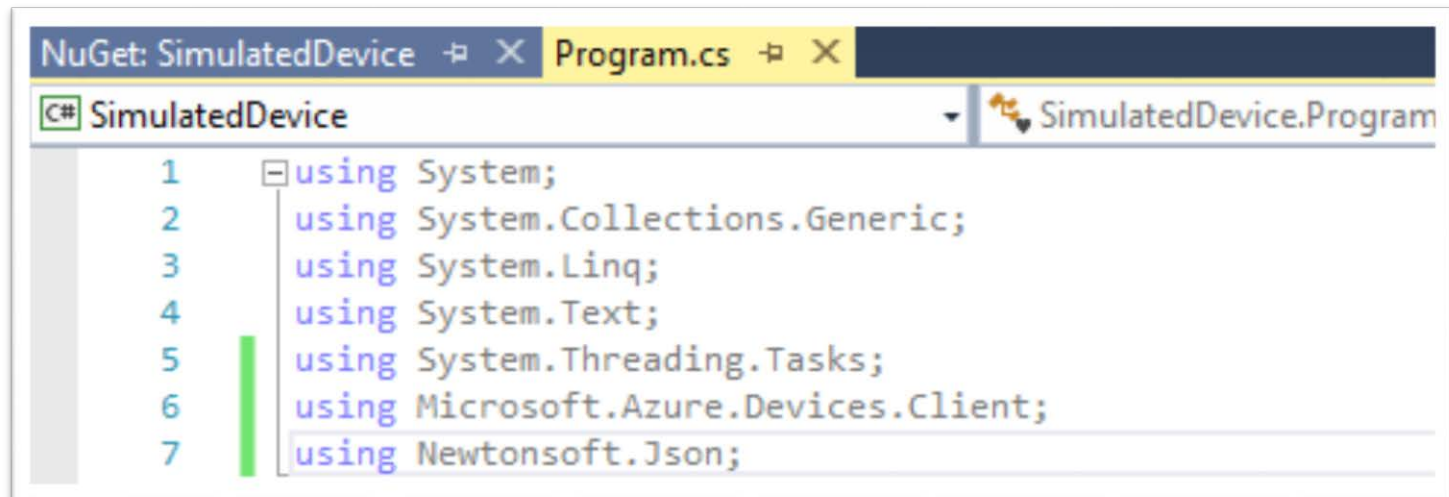 NuGet: SimulatedDevice Program.cs
C# SimulatedDevice SimulatedDevice.Program
1 using System;
2 using System.Collections.Generic;
3 using System.Linq;
4 using System.Text;
5 using System.Threading.Tasks;
6 using Microsoft.Azure.Devices.Client;
7 using Newtonsoft.Json;